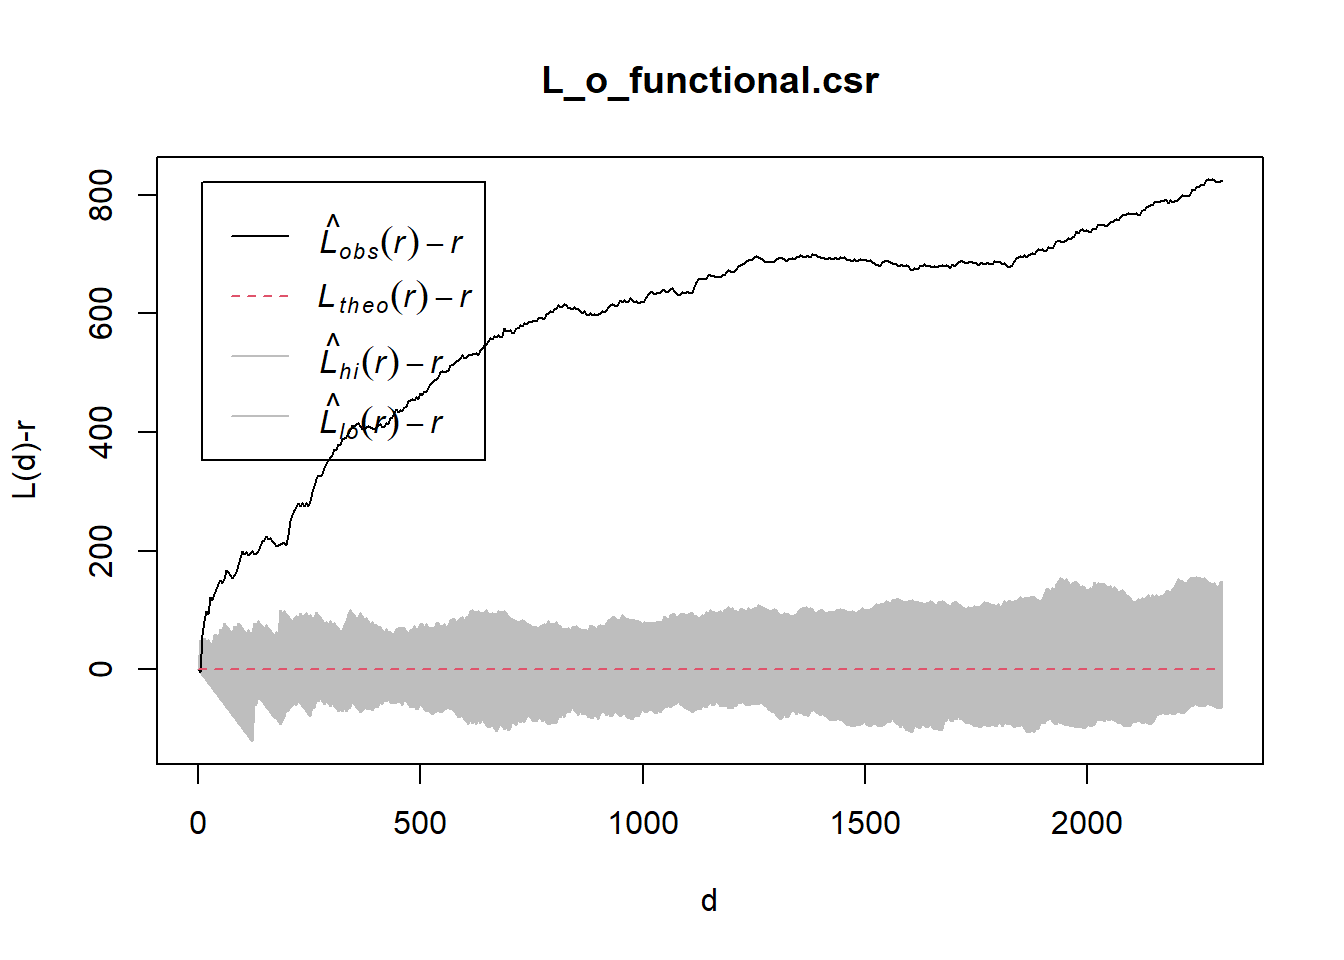 L_o_functional.csr
L̂obs(r) − r
Ltheo(r) − r
L̂hi(r) − r
L̂lo(r) − r
L(d)-r
800
600
400
200
0
0 500 1000 1500 2000
d